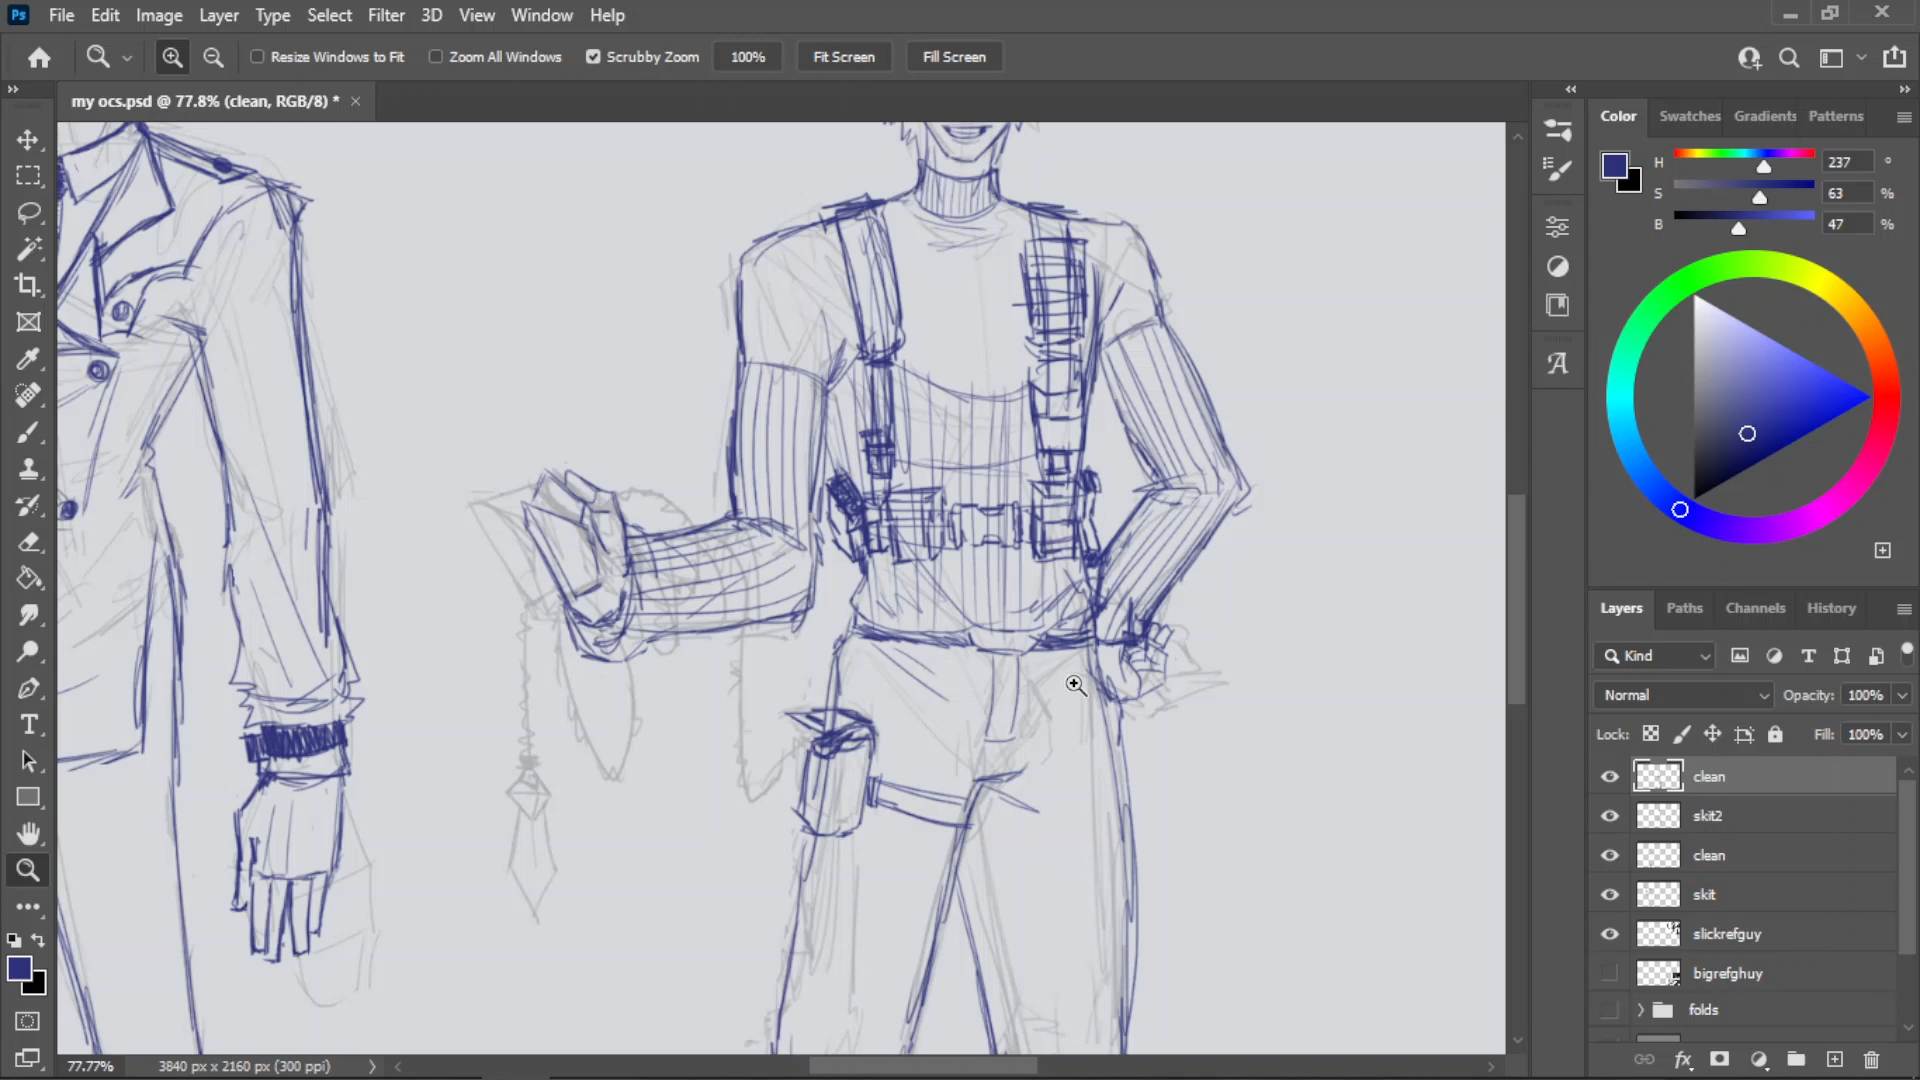 Ps File Edit Image Layer Type Select Filter 3D View Window Help
Resize Windows to Fit Zoom All Windows Scrubby Zoom 100% Fit Screen Fill Screen
my ocs.psd @ 77.8% (clean, RGB/8) * ×
Color Swatches Gradients Patterns
H 237 °
S 63 %
B 47 %
Layers Paths Channels History
Kind
Normal Opacity: 100%
Lock: Fill: 100%
clean
skit2
clean
skit
slickrefguy
bigrefghuy
folds
77.77% 3840 px x 2160 px (300 ppi)